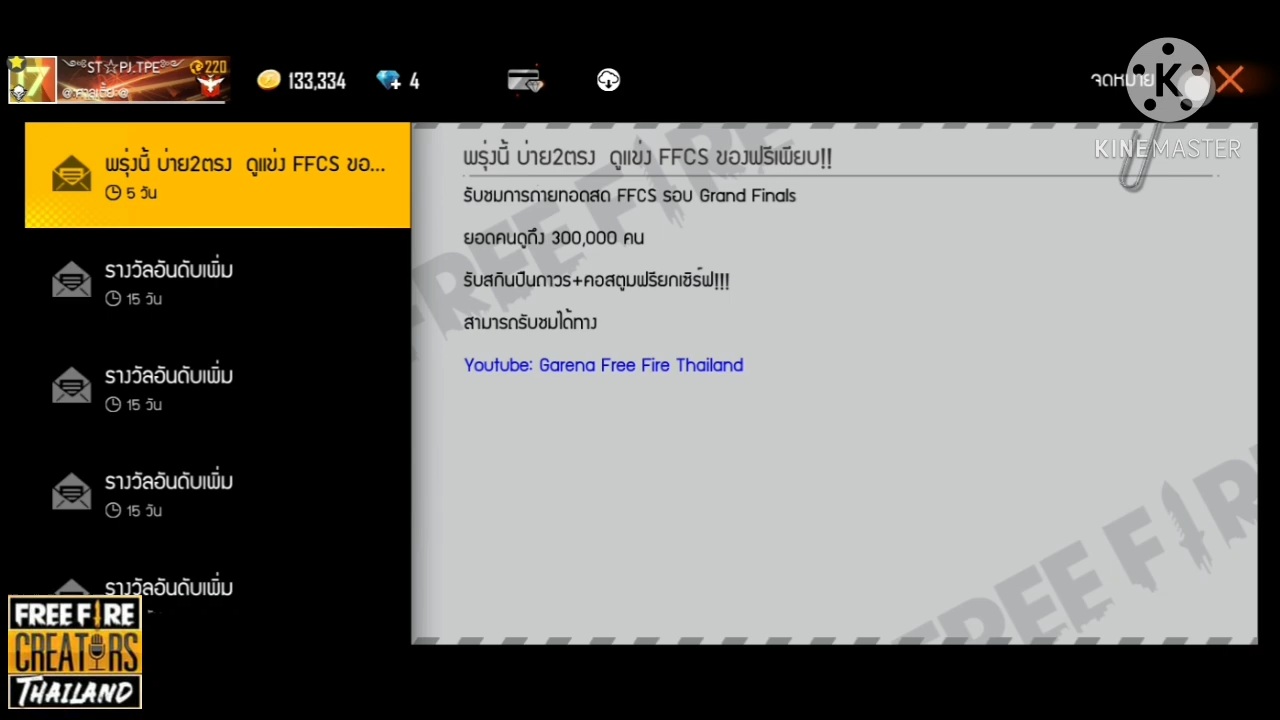 ST☆PJ.TPE
220
133,334
4
จดหมาย
KINEMASTER
พรุ่งนี้ บ่าย2ตรง ดูแข่ง FFCS ขอ...
5 วัน
รางวัลอันดับเพิ่ม
15 วัน
รางวัลอันดับเพิ่ม
15 วัน
รางวัลอันดับเพิ่ม
15 วัน
รางวัลอันดับเพิ่ม
พรุ่งนี้ บ่าย2ตรง ดูแข่ง FFCS ของฟรีเพียบ!!
รับชมการถ่ายทอดสด FFCS รอบ Grand Finals
ยอดคนดูถึง 300,000 คน
รับสกินปืนถาวร+คอสตูมฟรียกเซิร์ฟ!!!
สามารถรับชมได้ทาง
Youtube: Garena Free Fire Thailand
FREE FIRE
FREE FIRE
FREE FIRE
CREATORS
THAILAND